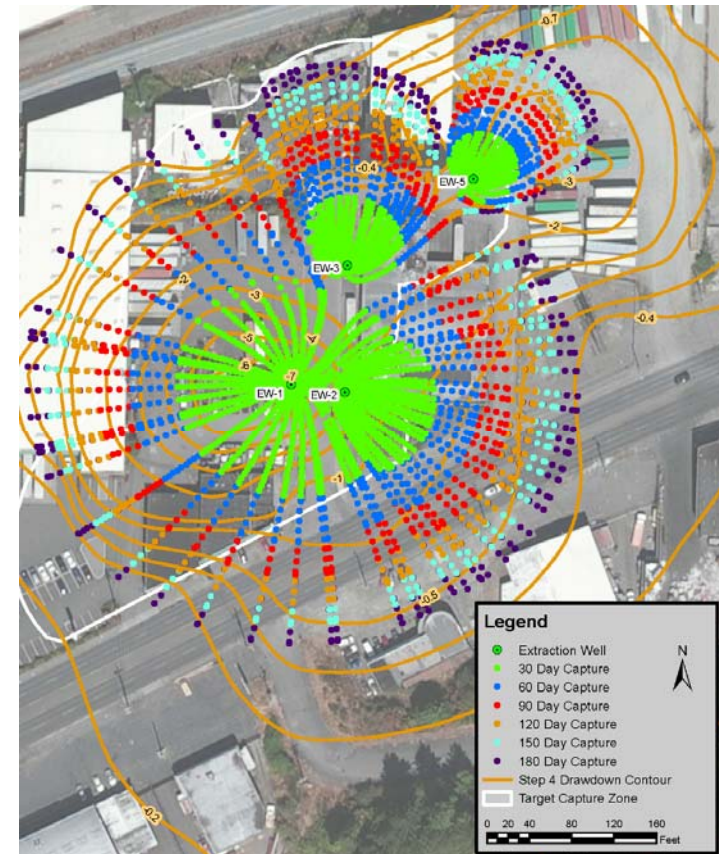 -0.7
-0.4
EW-5
-3
-2
EW-3
-2
-3
-4
-5
-6
-7
EW-1
EW-2
-0.4
-1
-0.5
-0.2
Legend
Extraction Well
30 Day Capture
60 Day Capture
90 Day Capture
120 Day Capture
150 Day Capture
180 Day Capture
Step 4 Drawdown Contour
Target Capture Zone
N
0 20 40 80 120 160
Feet